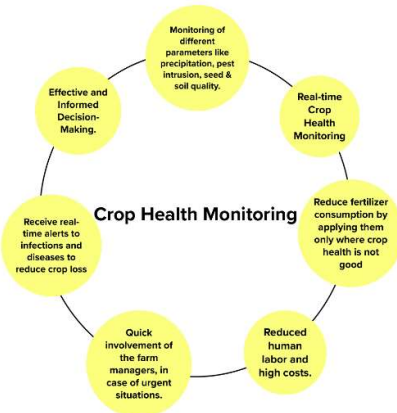 Monitoring of
different
parameters like
precipitation, pest
intrusion, seed &
soil quality.
Real-time
Crop
Health
Monitoring
Reduce fertilizer
consumption by
applying them
only where crop
health is not
good
Reduced
human
labor and
high costs.
Quick
involvement of
the farm
managers, in
case of urgent
situations.
Receive real-
time alerts to
infections and
diseases to
reduce crop loss
Effective and
Informed
Decision-
Making.
Crop Health Monitoring